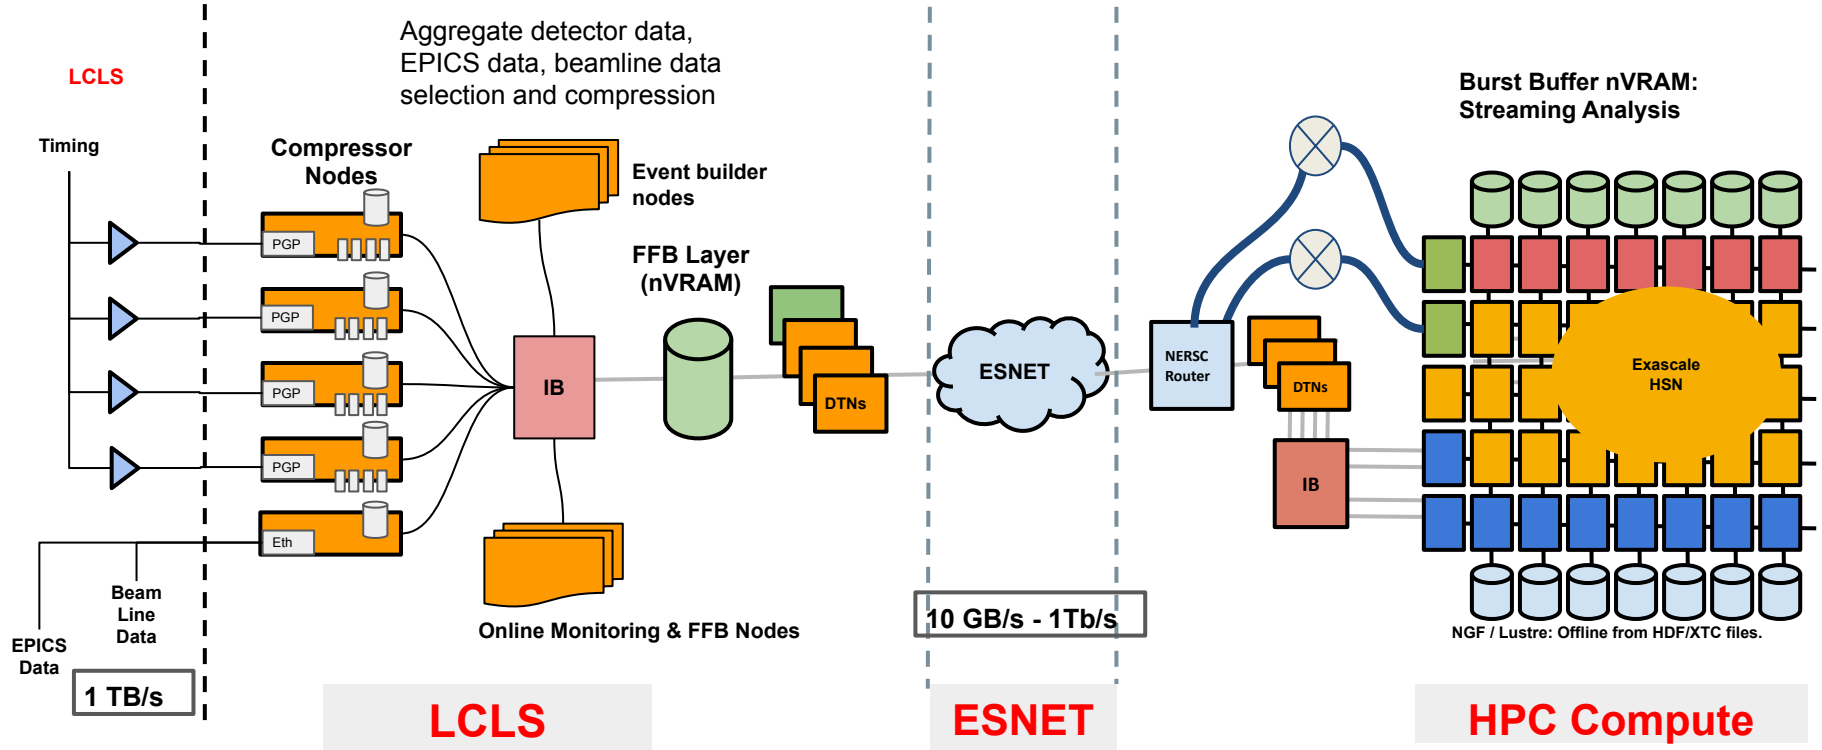 LCLS
Timing
Aggregate detector data,
EPICS data, beamline data
selection and compression
Compressor
Nodes
PGP
PGP
PGP
PGP
Eth
Beam
Line
Data
EPICS
Data
1 TB/s
Event builder
nodes
FFB Layer
(nVRAM)
IB
DTNs
Online Monitoring & FFB Nodes
LCLS
ESNET
10 GB/s - 1Tb/s
ESNET
NERSC
Router
DTNs
IB
Burst Buffer nVRAM:
Streaming Analysis
Exascale
HSN
NGF / Lustre: Offline from HDF/XTC files.
HPC Compute